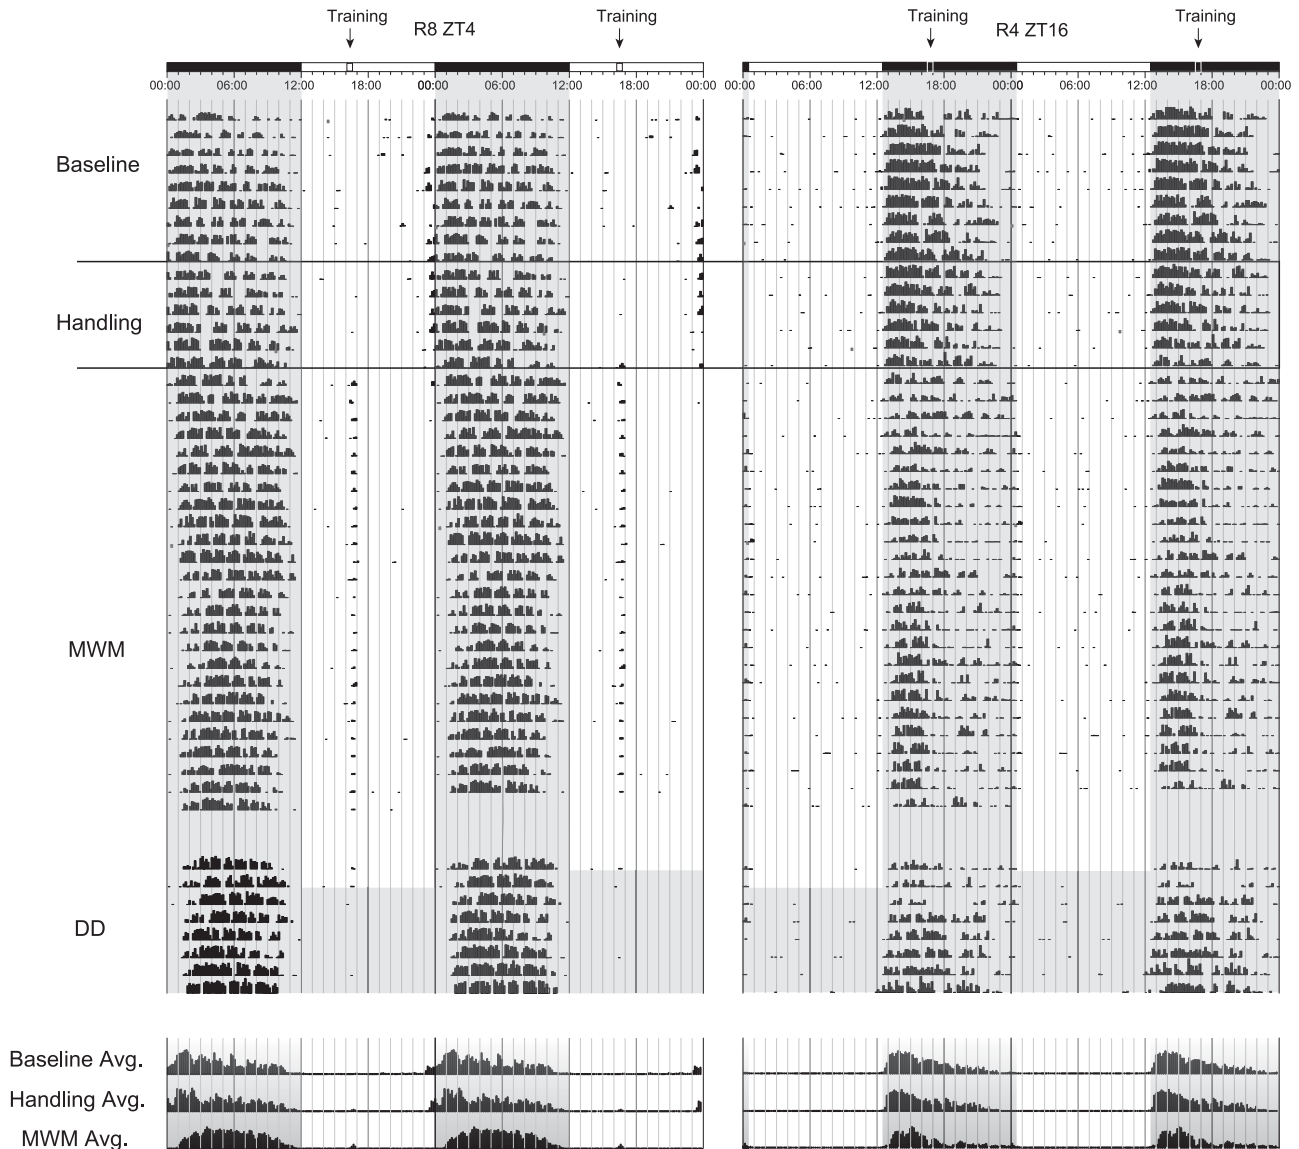 Training
R8 ZT4
Training
Training
R4 ZT16
Training
00:00 06:00 12:00 18:00 00:00 06:00 12:00 18:00 00:00
00:00 06:00 12:00 18:00 00:00 06:00 12:00 18:00 00:00
Baseline
Handling
MWM
DD
Baseline Avg.
Handling Avg.
MWM Avg.